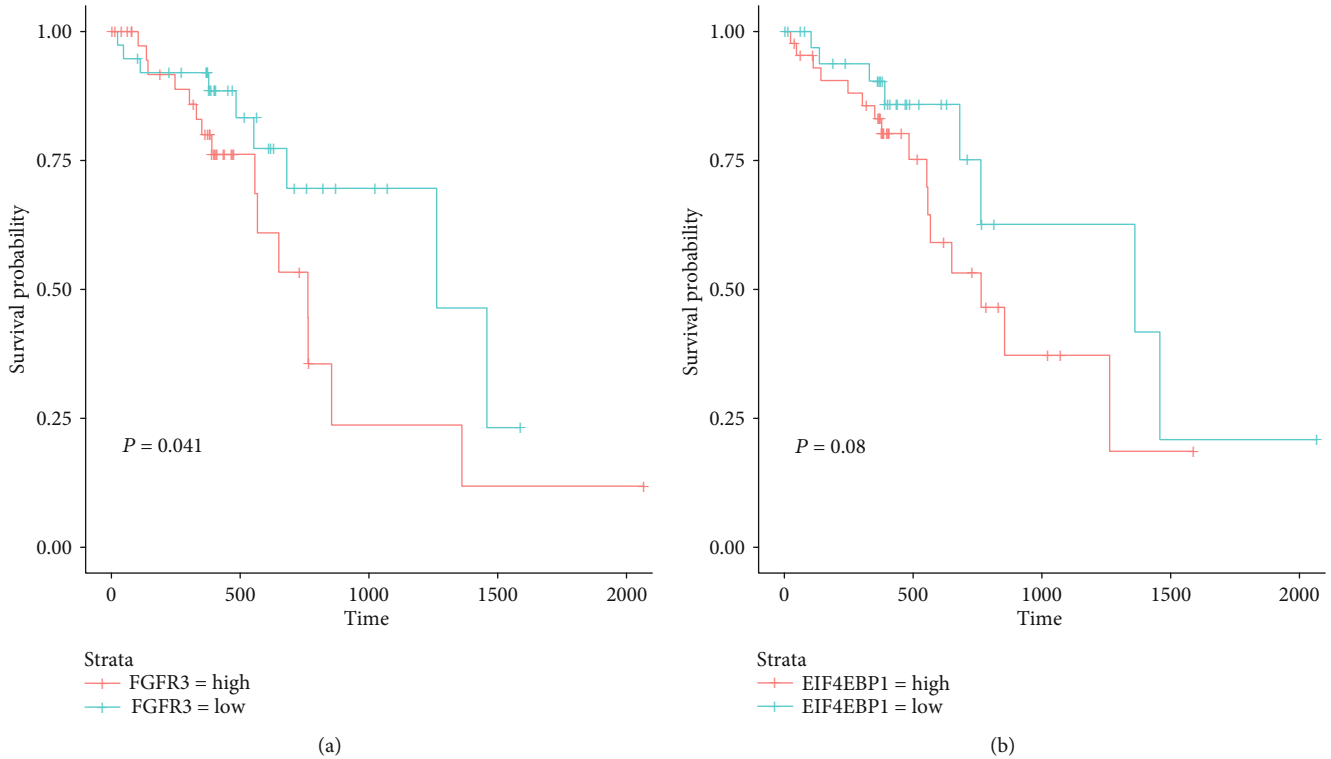 1.00
0.75
0.50
0.25
0.00
Survival probability
P = 0.041
0 500 1000 1500 2000
Time
Strata
FGFR3 = high
FGFR3 = low
(a)
1.00
0.75
0.50
0.25
0.00
Survival probability
P = 0.08
0 500 1000 1500 2000
Time
Strata
EIF4EBP1 = high
EIF4EBP1 = low
(b)